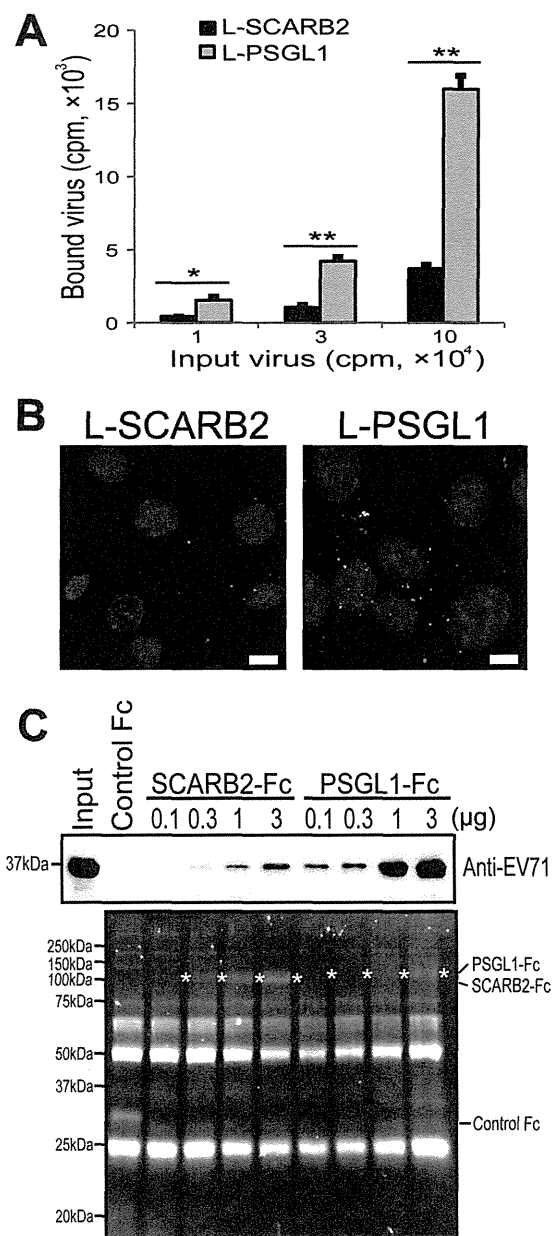 A
L-SCARB2
L-PSGL1
Bound virus (cpm, ×10³)
20
15
10
5
0
*
**
**
1
3
10
Input virus (cpm, ×10⁴)
B
L-SCARB2
L-PSGL1
C
Input
Control Fc
SCARB2-Fc
PSGL1-Fc
0.1 0.3 1 3 0.1 0.3 1 3 (μg)
37kDa
Anti-EV71
250kDa
150kDa
100kDa
75kDa
50kDa
37kDa
25kDa
20kDa
* * * * * * * *
PSGL1-Fc
SCARB2-Fc
Control Fc